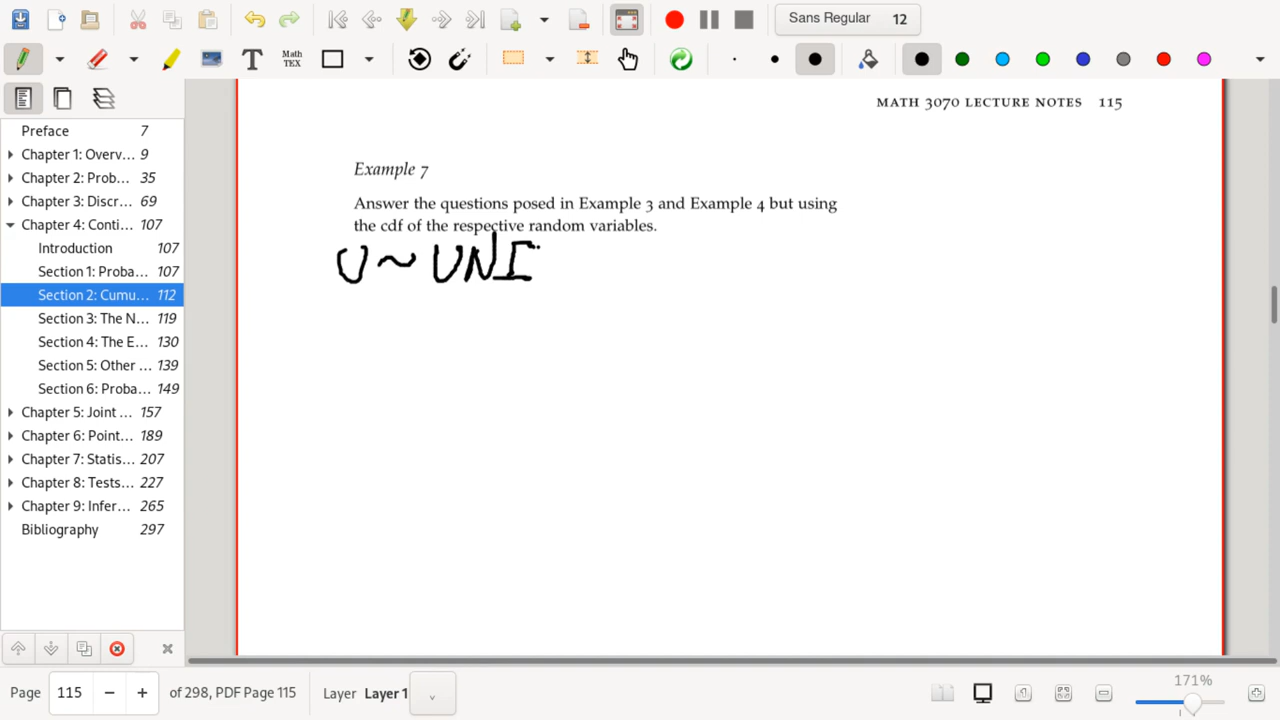 Sans Regular 12
T Math TEX
MATH 3070 LECTURE NOTES 115
Preface 7
Chapter 1: Overv... 9
Chapter 2: Prob... 35
Chapter 3: Discr... 69
Chapter 4: Conti... 107
Introduction 107
Section 1: Proba... 107
Section 2: Cumu... 112
Section 3: The N... 119
Section 4: The E... 130
Section 5: Other ... 139
Section 6: Proba... 149
Chapter 5: Joint ... 157
Chapter 6: Point... 189
Chapter 7: Statis... 207
Chapter 8: Tests... 227
Chapter 9: Infer... 265
Bibliography 297
Example 7
Answer the questions posed in Example 3 and Example 4 but using
the cdf of the respective random variables.
U ~ UNI
Page 115 of 298, PDF Page 115 Layer Layer 1 171%